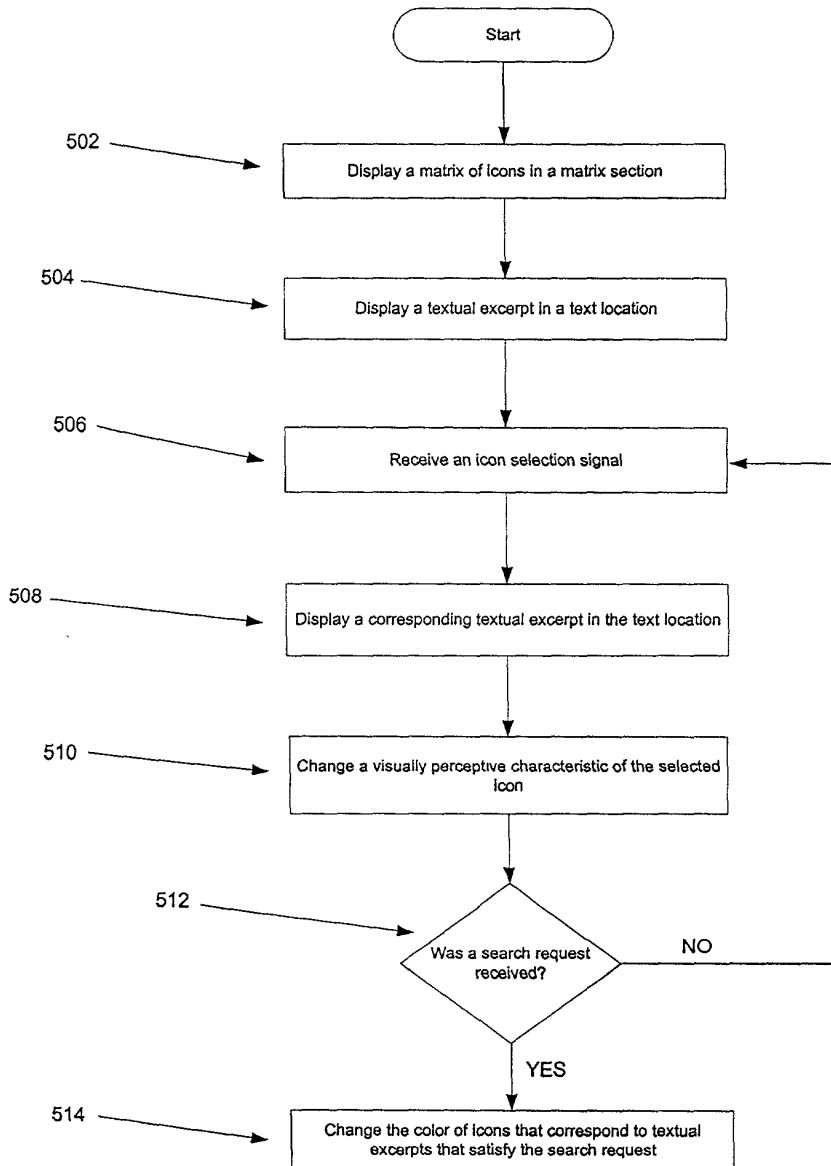 Start
502
Display a matrix of icons in a matrix section
504
Display a textual excerpt in a text location
506
Receive an icon selection signal
508
Display a corresponding textual excerpt in the text location
510
Change a visually perceptive characteristic of the selected
icon
512
Was a search request
received?
NO
YES
514
Change the color of icons that correspond to textual
excerpts that satisfy the search request